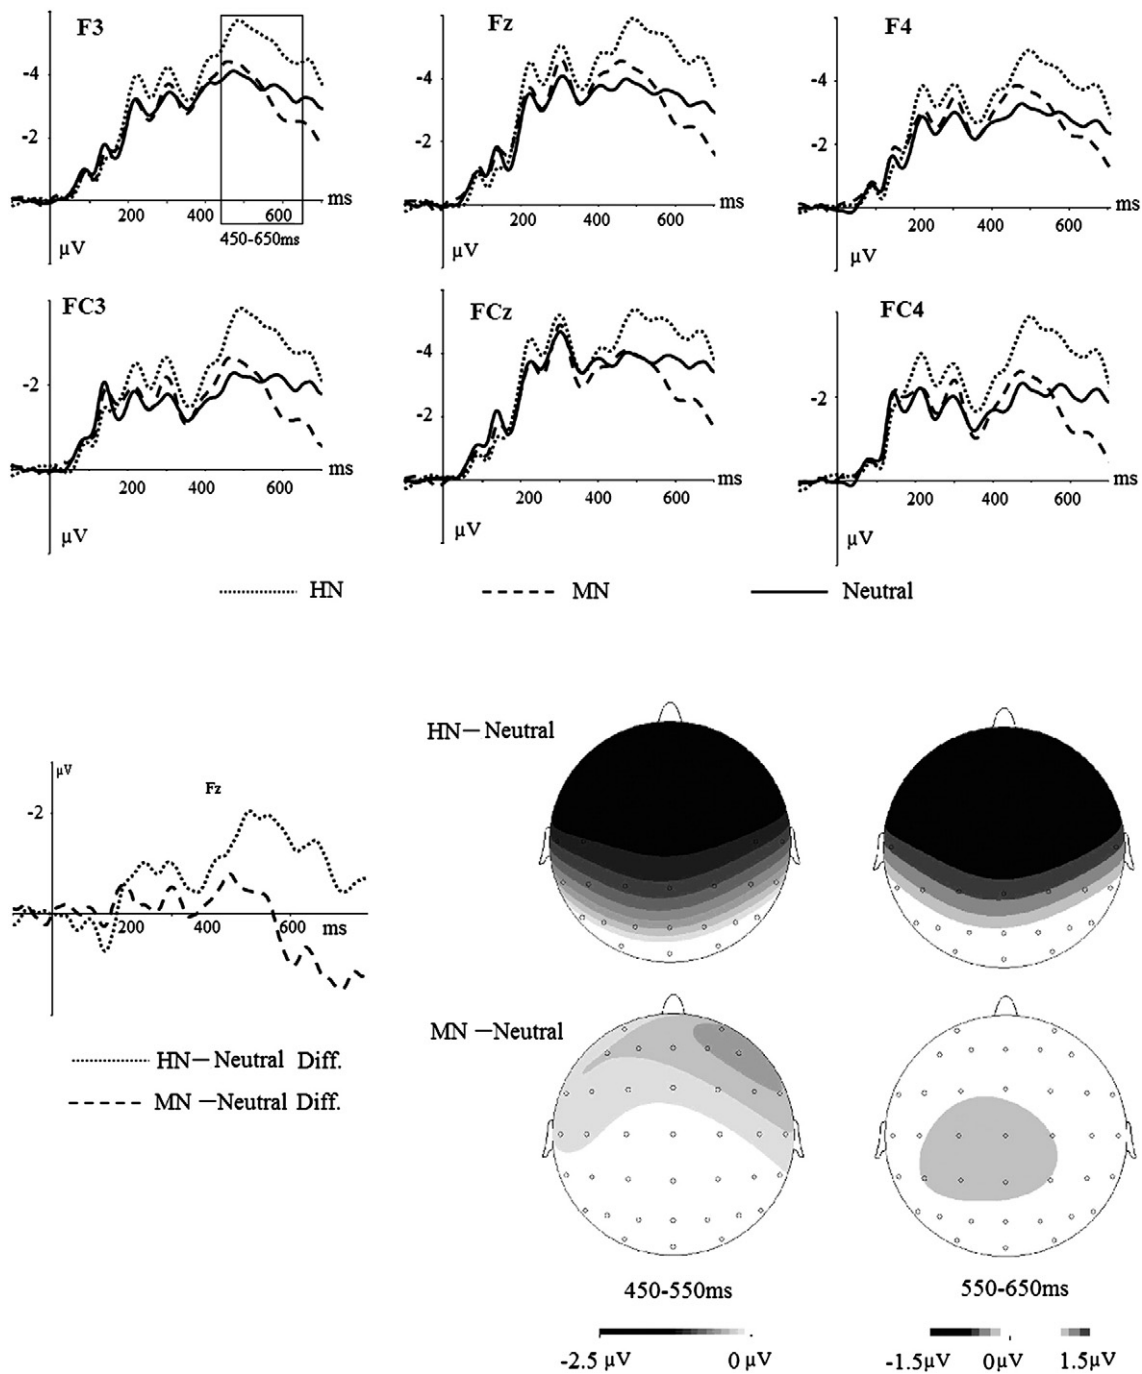 F3
Fz
F4
-4
-4
-4
-2
-2
-2
200
400
600
ms
200
400
600
ms
200
400
600
ms
450-650ms
μV
μV
μV
FC3
FCz
FC4
-2
-4
-2
-2
200
400
600
ms
200
400
600
ms
200
400
600
ms
μV
μV
μV
HN
MN
Neutral
HN—Neutral
μV
Fz
-2
200
400
600
ms
MN—Neutral
HN—Neutral Diff.
MN—Neutral Diff.
450-550ms
550-650ms
-2.5 μV
0 μV
-1.5μV
0μV
1.5μV